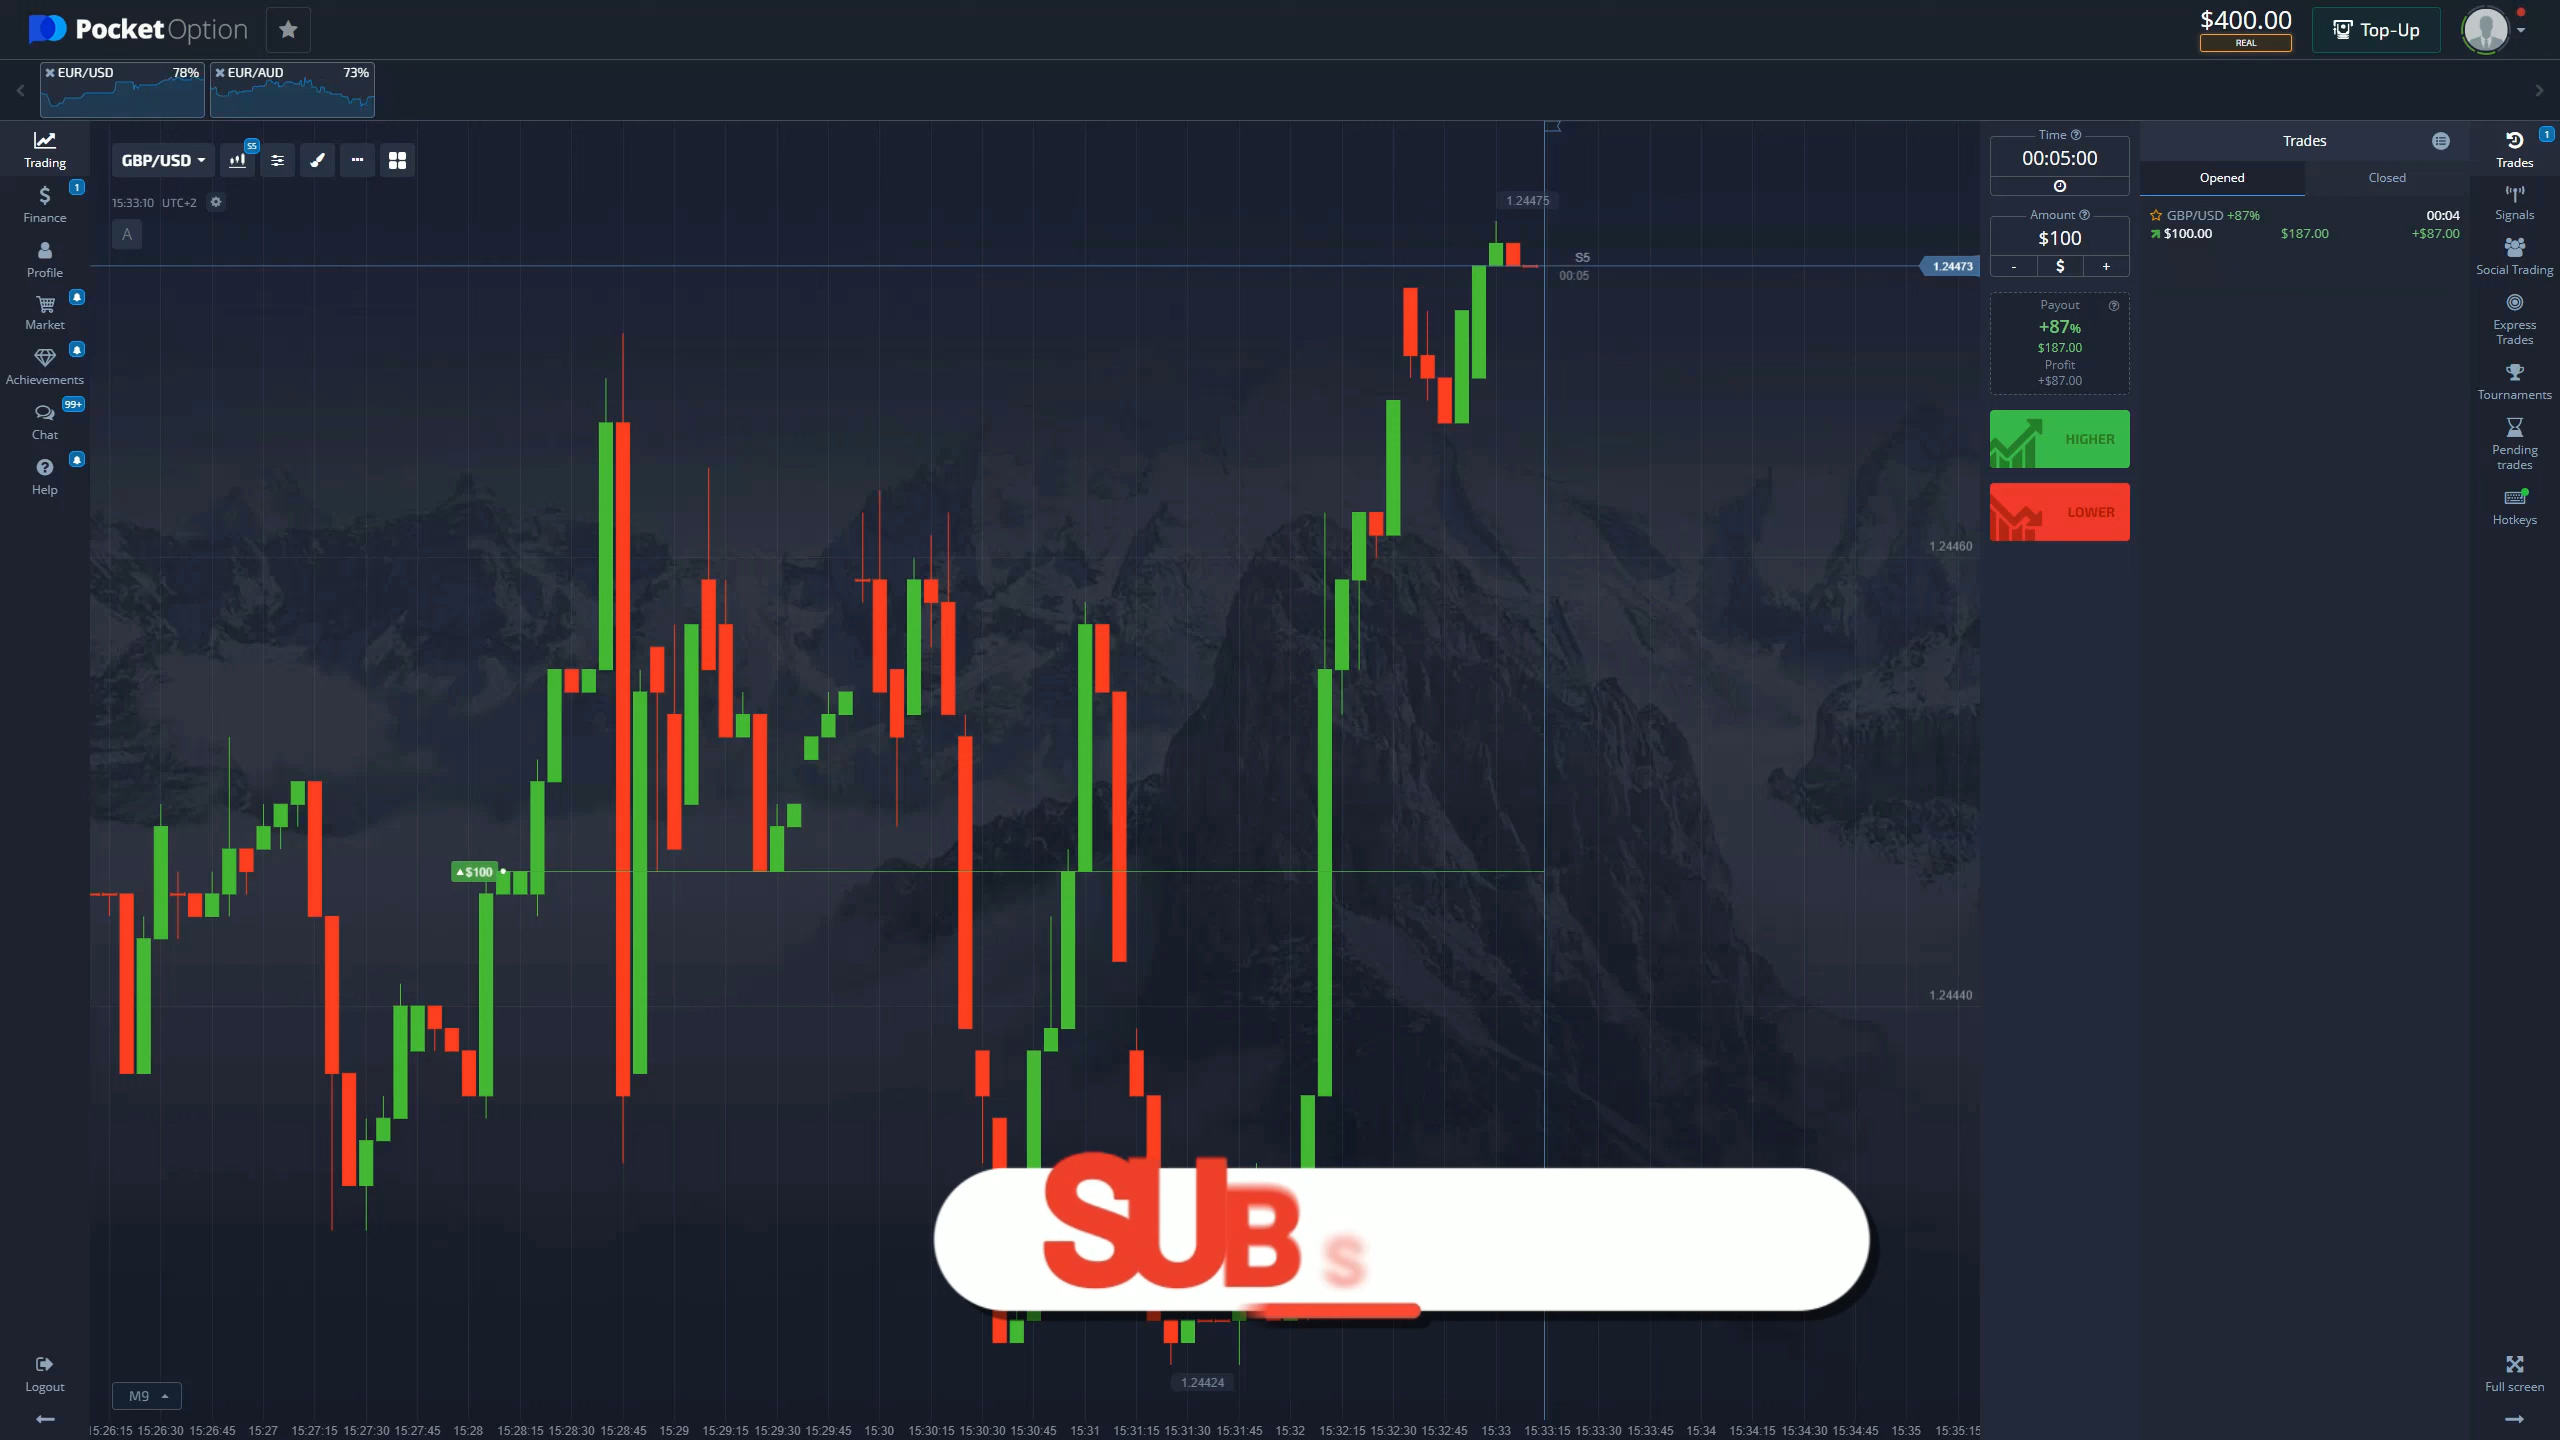 PocketOption
$400.00
REAL
Top-Up
EUR/USD 78%
EUR/AUD 73%
Trading
Finance
1
Profile
Market
Achievements
99+
Chat
Help
Logout
GBP/USD
S5
15:33:10 UTC+2
A
1.24475
S5
00:05
1.24473
1.24460
$100
1.24440
1.24424
SUBS
M9
15:26:15 15:26:30 15:26:45 15:27 15:27:15 15:27:30 15:27:45 15:28 15:28:15 15:28:30 15:28:45 15:29 15:29:15 15:29:30 15:29:45 15:30 15:30:15 15:30:30 15:30:45 15:31 15:31:15 15:31:30 15:31:45 15:32 15:32:15 15:32:30 15:32:45 15:33 15:33:15 15:33:30 15:33:45 15:34 15:34:15 15:34:30 15:34:45 15:35 15:35:15
Time
00:05:00
Amount
$100
- $ +
Payout
+87%
$187.00
Profit
+$87.00
HIGHER
LOWER
Trades
Opened Closed
GBP/USD +87% 00:04
$100.00 $187.00 +$87.00
1
Trades
Signals
Social Trading
Express
Trades
Tournaments
Pending
trades
Hotkeys
Full screen